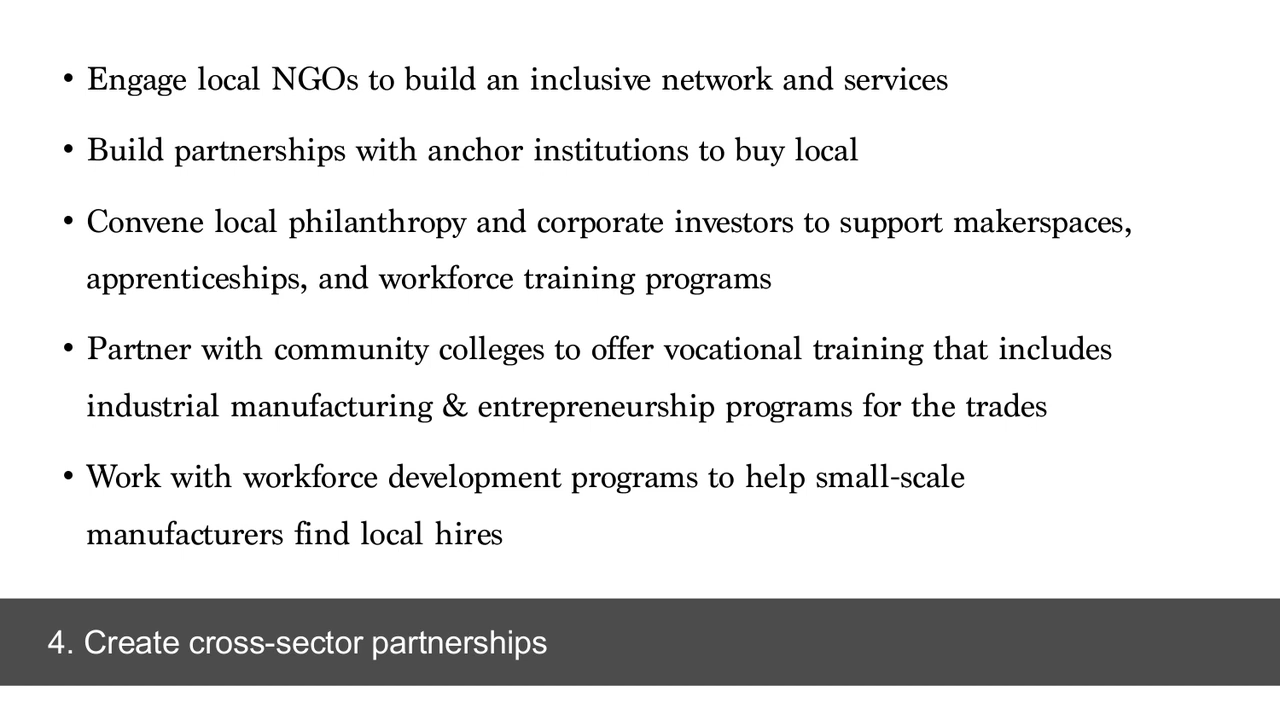 • Engage local NGOs to build an inclusive network and services
• Build partnerships with anchor institutions to buy local
• Convene local philanthropy and corporate investors to support makerspaces,
apprenticeships, and workforce training programs
• Partner with community colleges to offer vocational training that includes
industrial manufacturing & entrepreneurship programs for the trades
• Work with workforce development programs to help small-scale
manufacturers find local hires
4. Create cross-sector partnerships